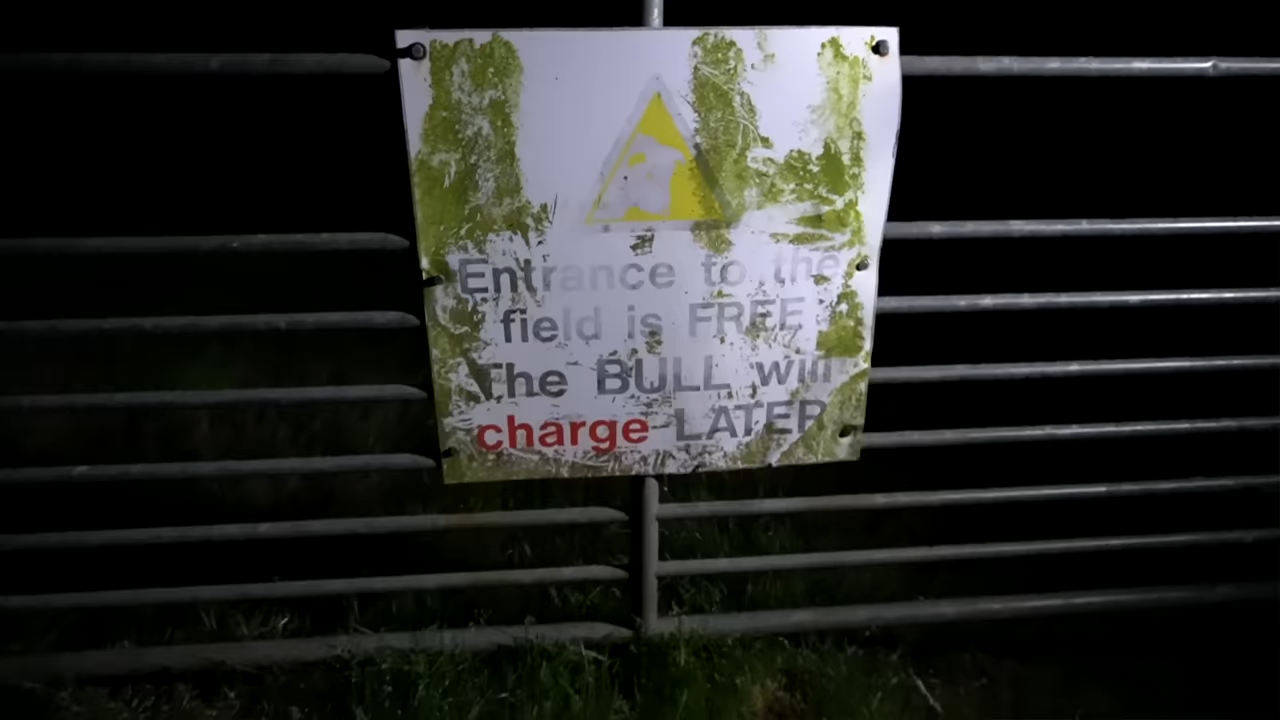 Entrance to the
field is FREE
The BULL will
charge LATER